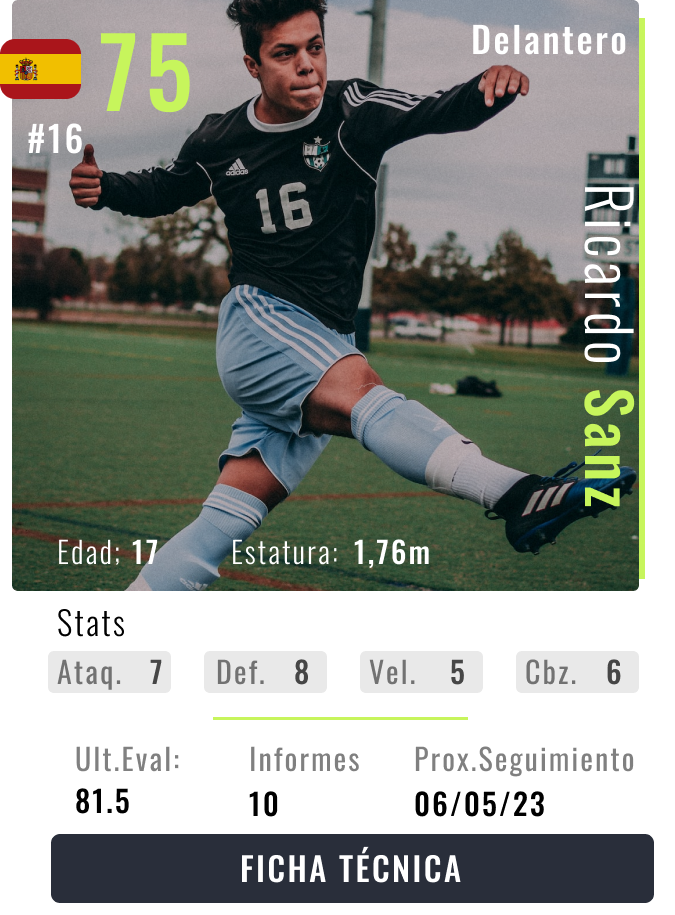 75
Delantero
#16
adidas
16
Ricardo Sanz
Edad; 17
Estatura: 1,76m
Stats
Ataq. 7
Def. 8
Vel. 5
Cbz. 6
Ult.Eval:
81.5
Informes
10
Prox.Seguimiento
06/05/23
FICHA TÉCNICA